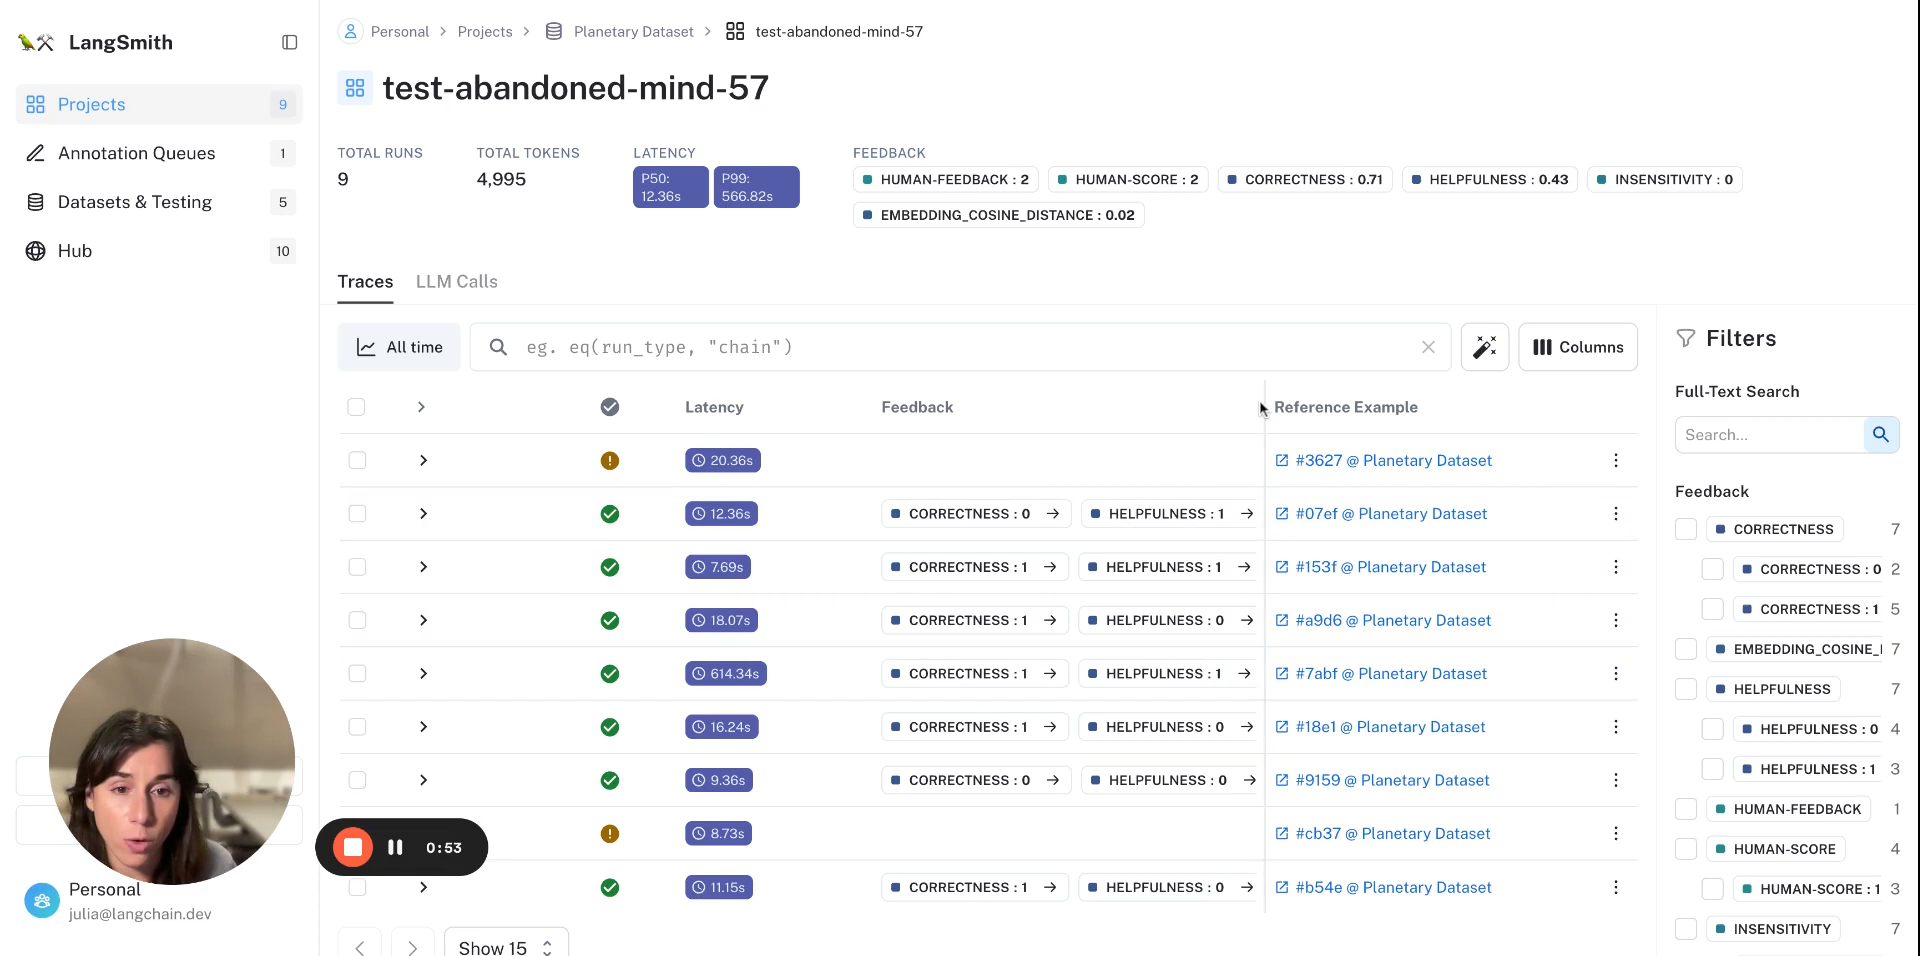 LangSmith
Projects 9
Annotation Queues 1
Datasets & Testing 5
Hub 10
Personal
julia@langchain.dev
0:53
Personal > Projects > Planetary Dataset > test-abandoned-mind-57
test-abandoned-mind-57
TOTAL RUNS
9
TOTAL TOKENS
4,995
LATENCY
P50: 12.36s
P99: 566.82s
FEEDBACK
HUMAN-FEEDBACK : 2
HUMAN-SCORE : 2
CORRECTNESS : 0.71
HELPFULNESS : 0.43
INSENSITIVITY : 0
EMBEDDING_COSINE_DISTANCE : 0.02
Traces LLM Calls
All time
eg. eq(run_type, "chain")
Columns
Latency Feedback Reference Example
20.36s #3627 @ Planetary Dataset
12.36s CORRECTNESS : 0 → HELPFULNESS : 1 → #07ef @ Planetary Dataset
7.69s CORRECTNESS : 1 → HELPFULNESS : 1 → #153f @ Planetary Dataset
18.07s CORRECTNESS : 1 → HELPFULNESS : 0 → #a9d6 @ Planetary Dataset
614.34s CORRECTNESS : 1 → HELPFULNESS : 1 → #7abf @ Planetary Dataset
16.24s CORRECTNESS : 1 → HELPFULNESS : 0 → #18e1 @ Planetary Dataset
9.36s CORRECTNESS : 0 → HELPFULNESS : 0 → #9159 @ Planetary Dataset
8.73s #cb37 @ Planetary Dataset
11.15s CORRECTNESS : 1 → HELPFULNESS : 0 → #b54e @ Planetary Dataset
Show 15
Filters
Full-Text Search
Search...
Feedback
CORRECTNESS 7
CORRECTNESS : 0 2
CORRECTNESS : 1 5
EMBEDDING_COSINE_ 7
HELPFULNESS 7
HELPFULNESS : 0 4
HELPFULNESS : 1 3
HUMAN-FEEDBACK 1
HUMAN-SCORE 4
HUMAN-SCORE : 1 3
INSENSITIVITY 7